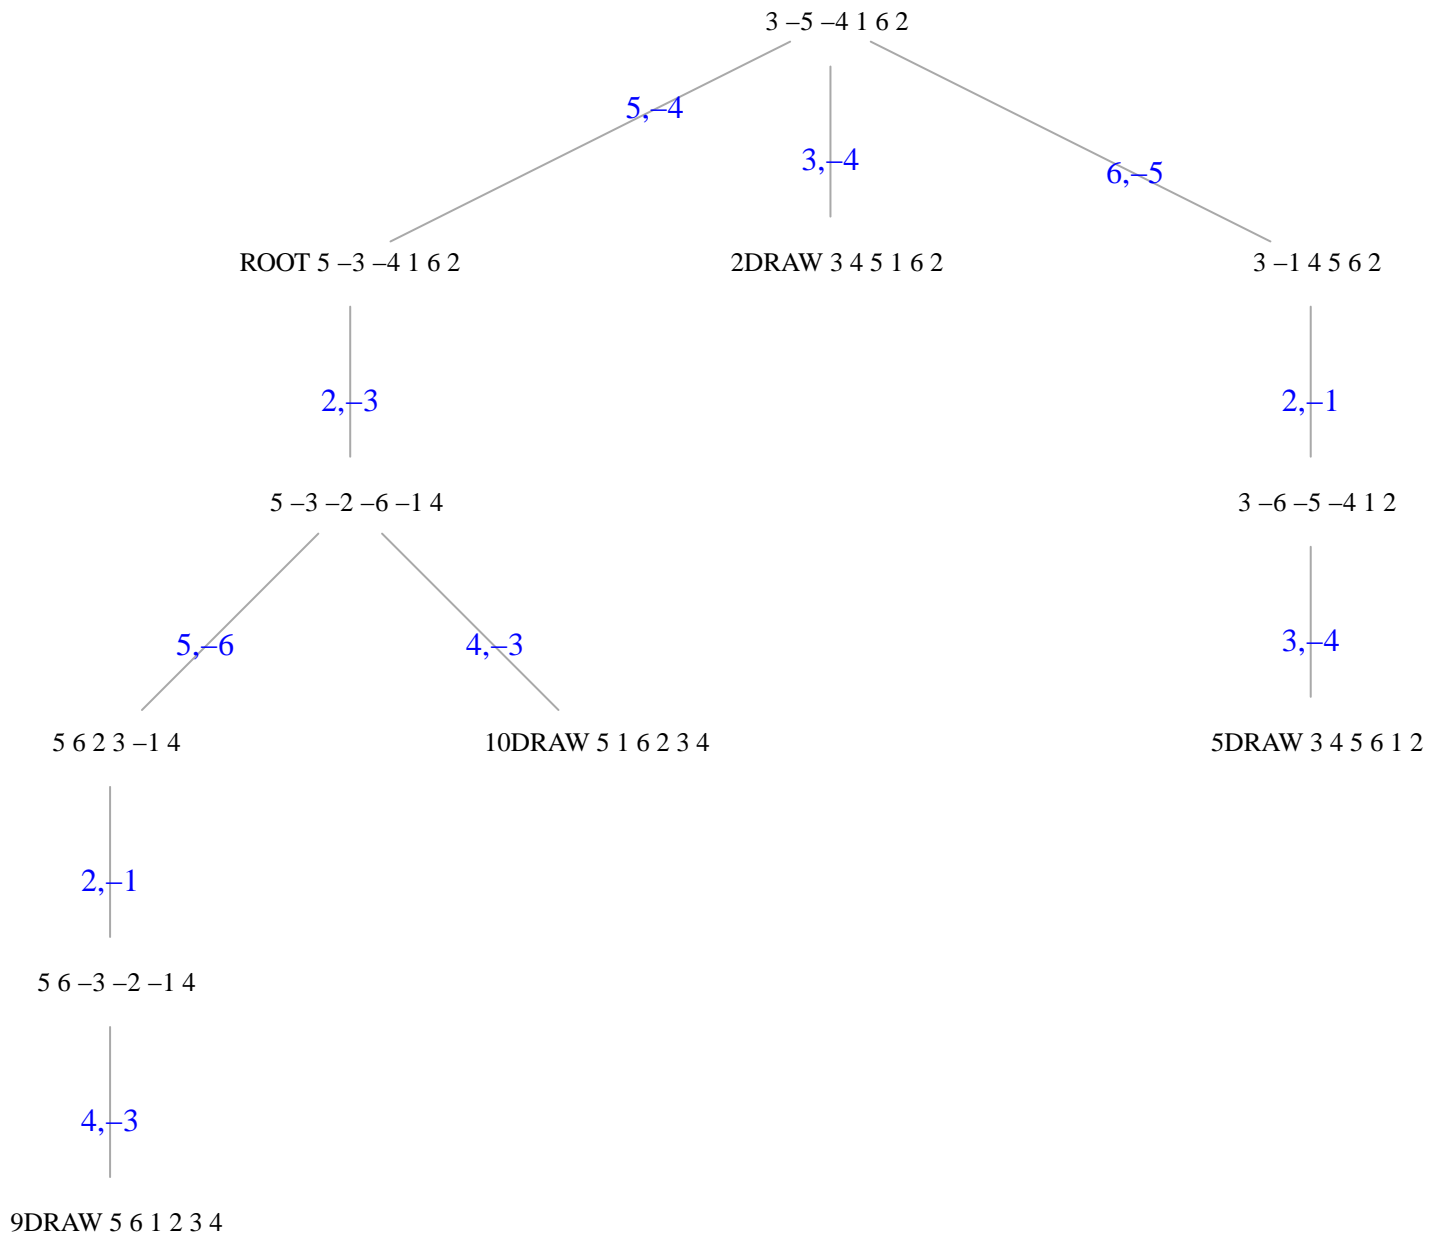 3 –5 –4 1 6 2
5,–4
3,–4
6,–5
ROOT 5 –3 –4 1 6 2
2DRAW 3 4 5 1 6 2
3 –1 4 5 6 2
2,–3
2,–1
5 –3 –2 –6 –1 4
3 –6 –5 –4 1 2
5,–6
4,–3
3,–4
5 6 2 3 –1 4
10DRAW 5 1 6 2 3 4
5DRAW 3 4 5 6 1 2
2,–1
5 6 –3 –2 –1 4
4,–3
9DRAW 5 6 1 2 3 4